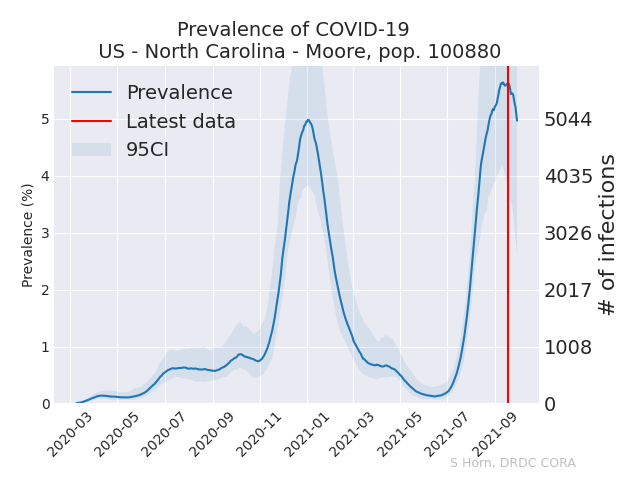 Prevalence of COVID-19
US - North Carolina - Moore, pop. 100880
Prevalence
Latest data
95CI
Prevalence (%)
5
4
3
2
1
0
5044
4035
3026
2017
1008
0
# of infections
2020-03
2020-05
2020-07
2020-09
2020-11
2021-01
2021-03
2021-05
2021-07
2021-09
S Horn, DRDC CORA